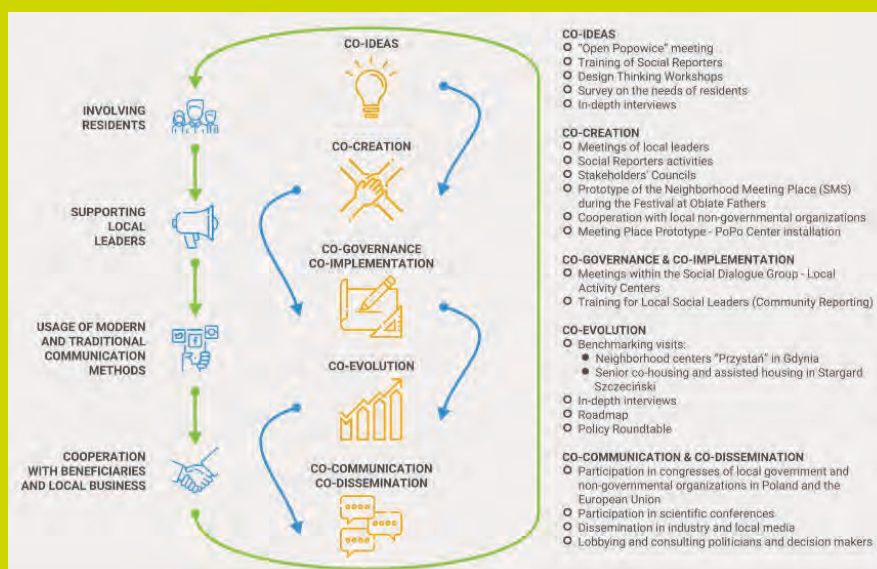 INVOLVING
RESIDENTS
SUPPORTING
LOCAL
LEADERS
USAGE OF MODERN
AND TRADITIONAL
COMMUNICATION
METHODS
COOPERATION
WITH BENEFICIARIES
AND LOCAL BUSINESS
CO-IDEAS
CO-CREATION
CO-GOVERNANCE
CO-IMPLEMENTATION
CO-EVOLUTION
CO-COMMUNICATION
CO-DISSEMINATION
CO-IDEAS
"Open Popowice" meeting
Training of Social Reporters
Design Thinking Workshops
Survey on the needs of residents
In-depth interviews
CO-CREATION
Meetings of local leaders
Social Reporters activities
Stakeholders' Councils
Prototype of the Neighborhood Meeting Place (SMS)
during the Festival at Oblate Fathers
Cooperation with local non-governmental organizations
Meeting Place Prototype - PoPo Center installation
CO-GOVERNANCE & CO-IMPLEMENTATION
Meetings within the Social Dialogue Group - Local
Activity Centers
Training for Local Social Leaders (Community Reporting)
CO-EVOLUTION
Benchmarking visits:
Neighborhood centers "Przystań" in Gdynia
Senior co-housing and assisted housing in Stargard
Szczeciński
In-depth interviews
Roadmap
Policy Roundtable
CO-COMMUNICATION & CO-DISSEMINATION
Participation in congresses of local government and
non-governmental organizations in Poland and the
European Union
Participation in scientific conferences
Dissemination in industry and local media
Lobbying and consulting politicians and decision makers